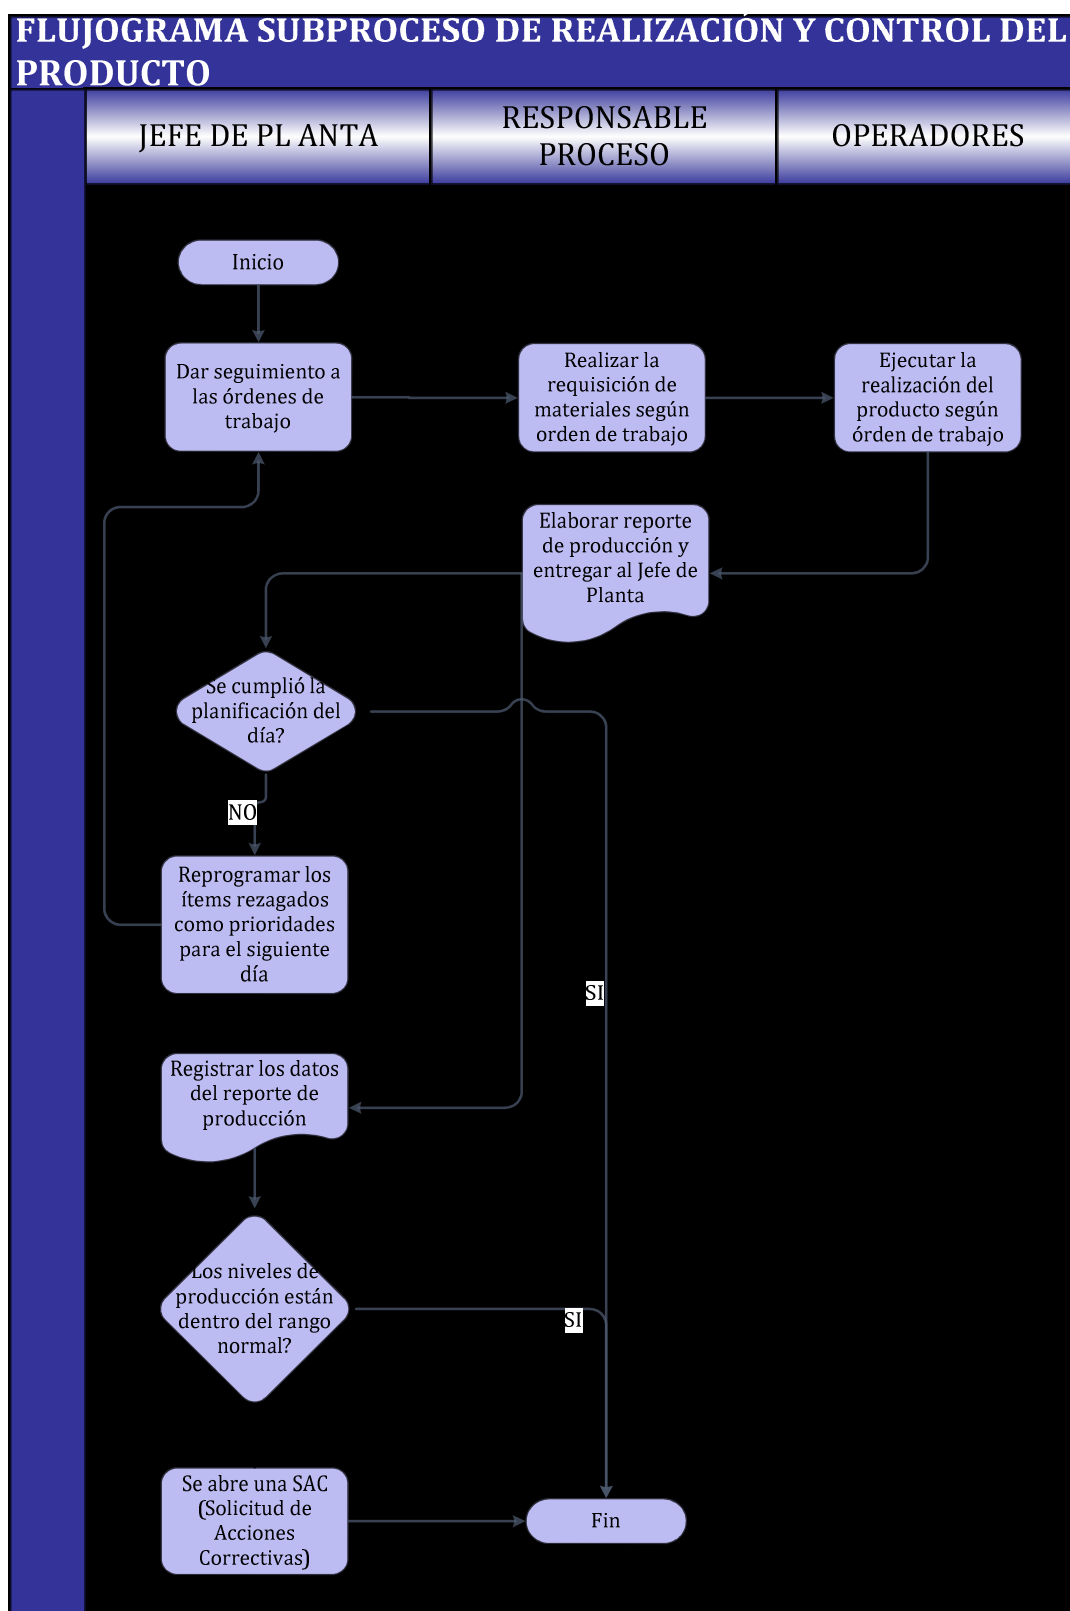 FLUJOGRAMA SUBPROCESO DE REALIZACIÓN Y CONTROL DEL
PRODUCTO
JEFE DE PLANTA
RESPONSABLE
PROCESO
OPERADORES
Inicio
Dar seguimiento a
las órdenes de
trabajo
Realizar la
requisición de
materiales según
orden de trabajo
Ejecutar la
realización del
producto según
órden de trabajo
Elaborar reporte
de producción y
entregar al Jefe de
Planta
Se cumplió la
planificación del
día?
NO
Reprogramar los
ítems rezagados
como prioridades
para el siguiente
día
SI
Registrar los datos
del reporte de
producción
Los niveles de
producción están
dentro del rango
normal?
SI
Se abre una SAC
(Solicitud de
Acciones
Correctivas)
Fin